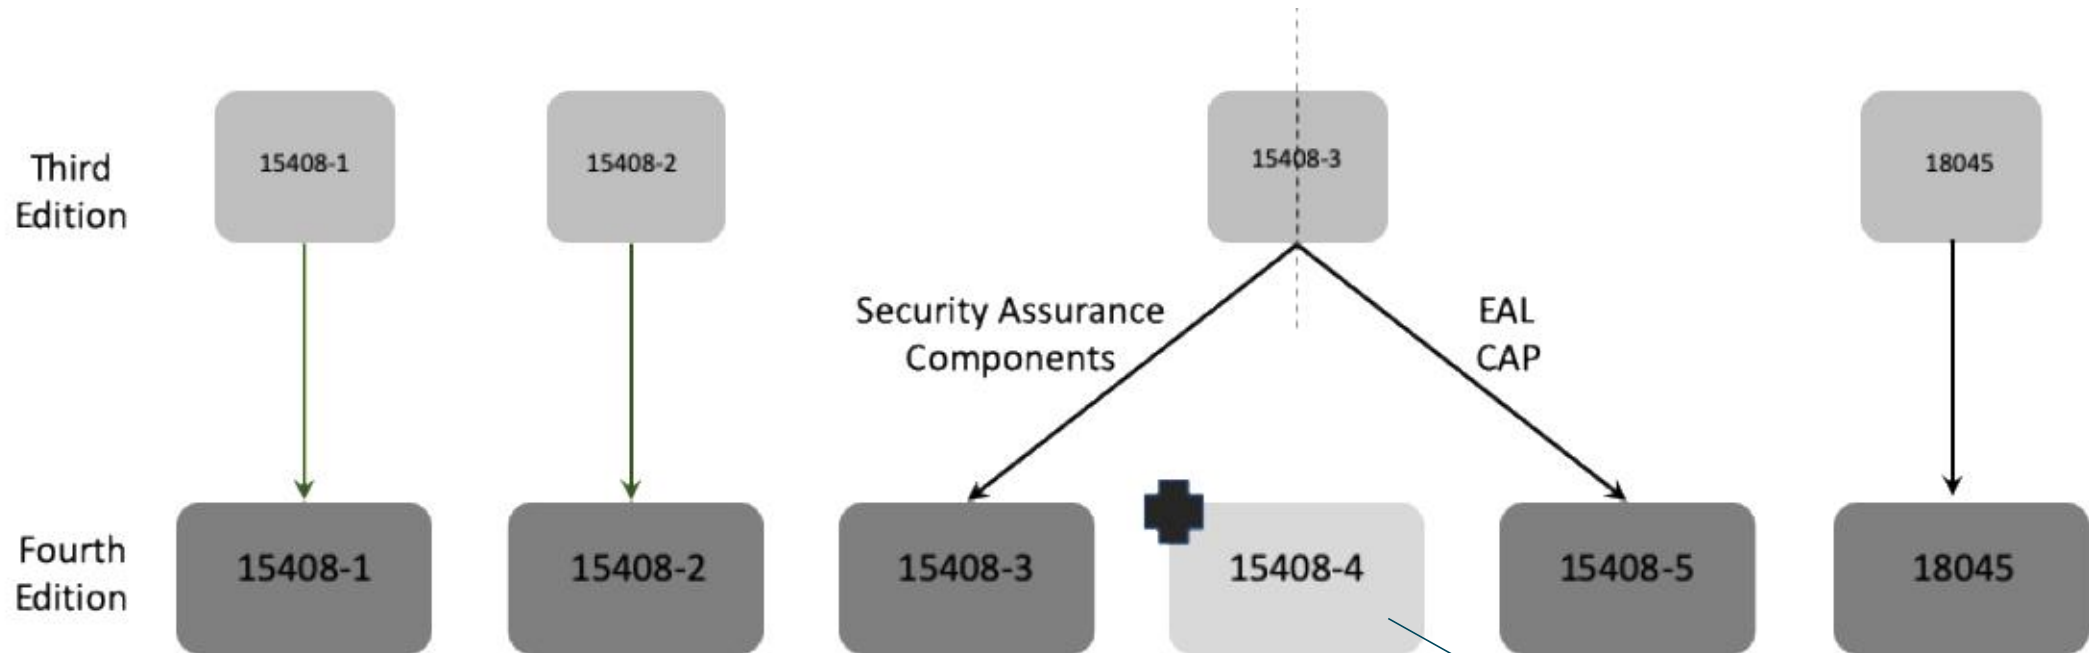 Third
Edition
15408-1
15408-2
15408-3
18045
Security Assurance
Components
EAL
CAP
Fourth
Edition
15408-1
15408-2
15408-3
15408-4
15408-5
18045